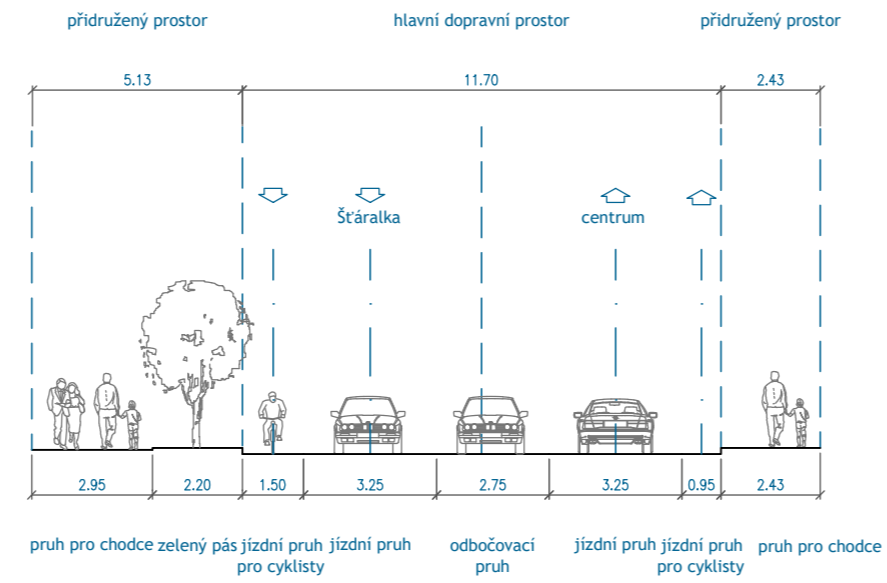 přidružený prostor hlavní dopravní prostor přidružený prostor
5.13 11.70 2.43
Šťáralka centrum
2.95 2.20 1.50 3.25 2.75 3.25 0.95 2.43
pruh pro chodce zelený pás jízdní pruh jízdní pruh odbočovací jízdní pruh jízdní pruh pruh pro chodce
pro cyklisty pruh pro cyklisty